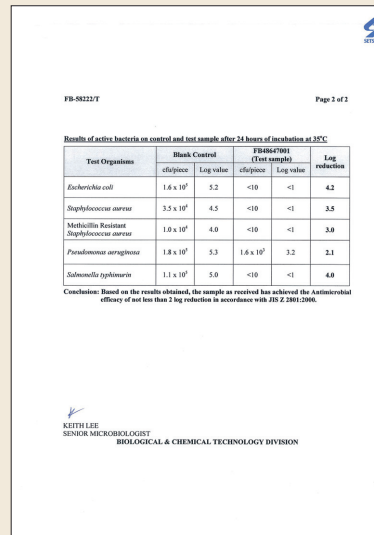 SETS
FB-58222/T Page 2 of 2
Results of active bacteria on control and test sample after 24 hours of incubation at 35°C
Test Organisms Blank Control FB48647001 (Test sample) Log reduction
cfu/piece Log value cfu/piece Log value
Escherichia coli 1.6 x 10⁵ 5.2 <10 <1 4.2
Staphylococcus aureus 3.5 x 10⁴ 4.5 <10 <1 3.5
Methicillin Resistant
Staphylococcus aureus 1.0 x 10⁴ 4.0 <10 <1 3.0
Pseudomonas aeruginosa 1.8 x 10⁵ 5.3 1.6 x 10³ 3.2 2.1
Salmonella typhimurin 1.1 x 10⁵ 5.0 <10 <1 4.0
Conclusion: Based on the results obtained, the sample as received has achieved the Antimicrobial
efficacy of not less than 2 log reduction in accordance with JIS Z 2801:2000.
KEITH LEE
SENIOR MICROBIOLOGIST
BIOLOGICAL & CHEMICAL TECHNOLOGY DIVISION